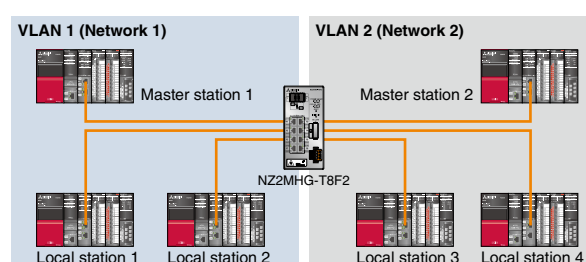 VLAN 1 (Network 1)
VLAN 2 (Network 2)
Master station 1
Master station 2
NZ2MHG-T8F2
Local station 1
Local station 2
Local station 3
Local station 4